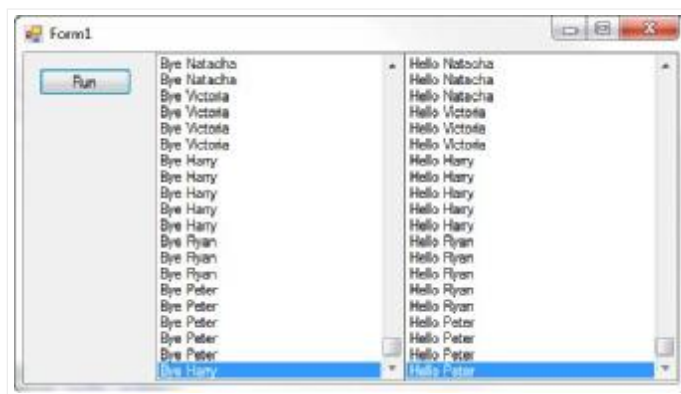 Form1
Run
Bye Natacha
Bye Natacha
Bye Victoria
Bye Victoria
Bye Victoria
Bye Victoria
Bye Harry
Bye Harry
Bye Harry
Bye Harry
Bye Harry
Bye Ryan
Bye Ryan
Bye Ryan
Bye Peter
Bye Peter
Bye Peter
Bye Peter
Bye Peter
Bye Harry
Hello Natacha
Hello Natacha
Hello Natacha
Hello Victoria
Hello Victoria
Hello Victoria
Hello Harry
Hello Harry
Hello Harry
Hello Harry
Hello Harry
Hello Ryan
Hello Ryan
Hello Ryan
Hello Ryan
Hello Ryan
Hello Peter
Hello Peter
Hello Peter
Hello Peter